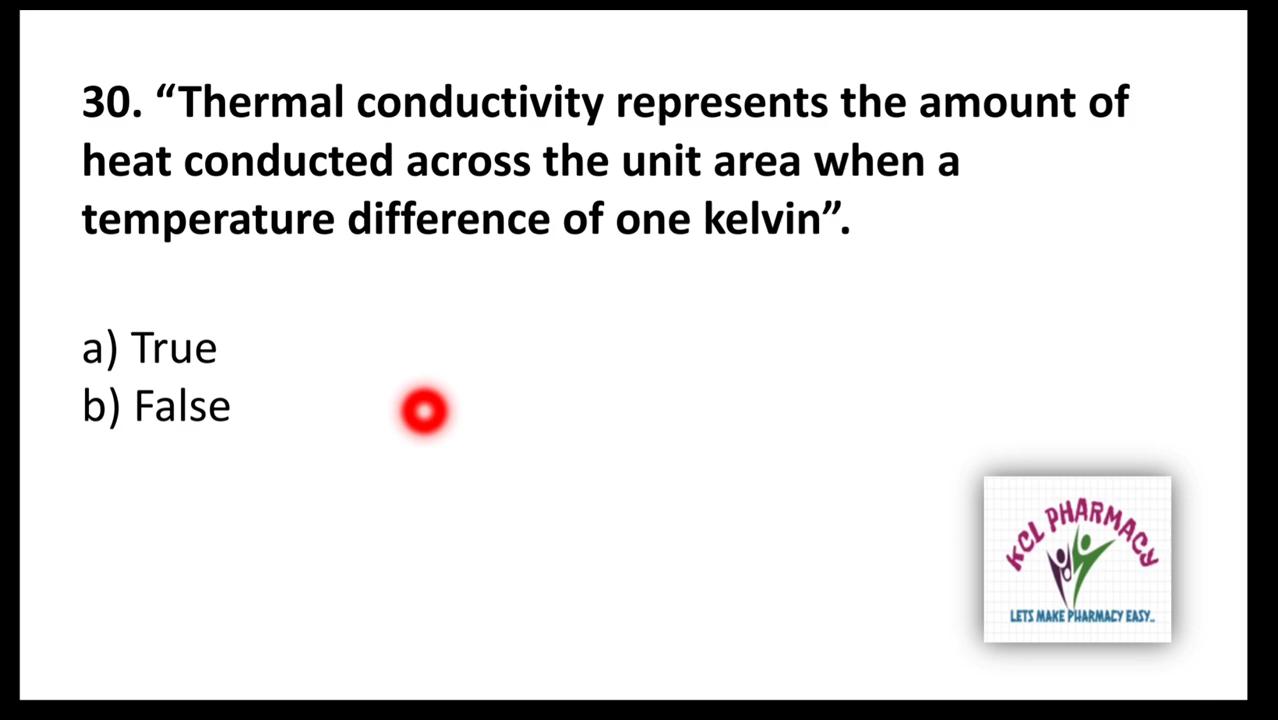 30. “Thermal conductivity represents the amount of
heat conducted across the unit area when a
temperature difference of one kelvin”.
a) True
b) False
KCL PHARMACY
LETS MAKE PHARMACY EASY..